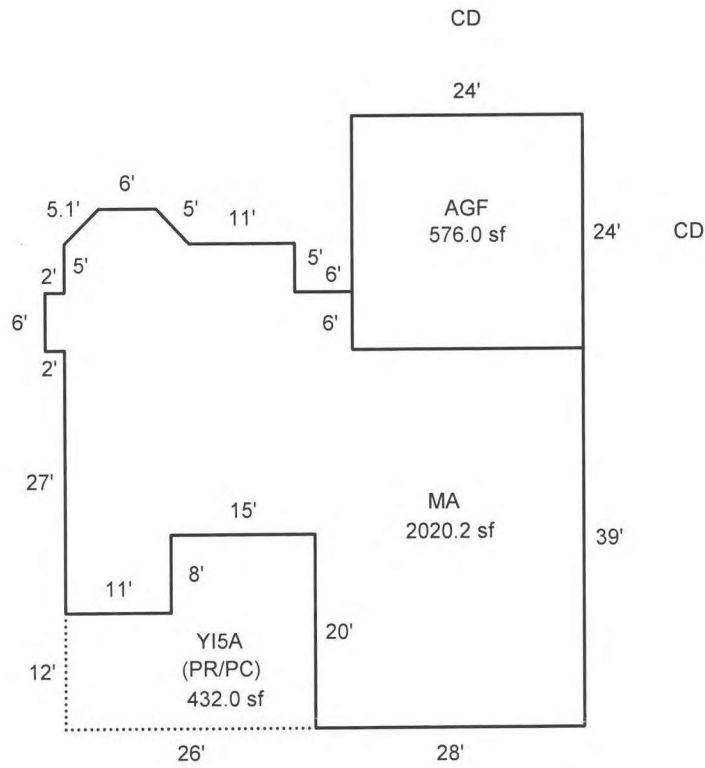 CD
24'
6'
5.1'
5'
11'
AGF
576.0 sf
24'
CD
2'
5'
5'
6'
6'
6'
2'
27'
MA
2020.2 sf
15'
39'
8'
11'
20'
YI5A
(PR/PC)
432.0 sf
12'
26'
28'